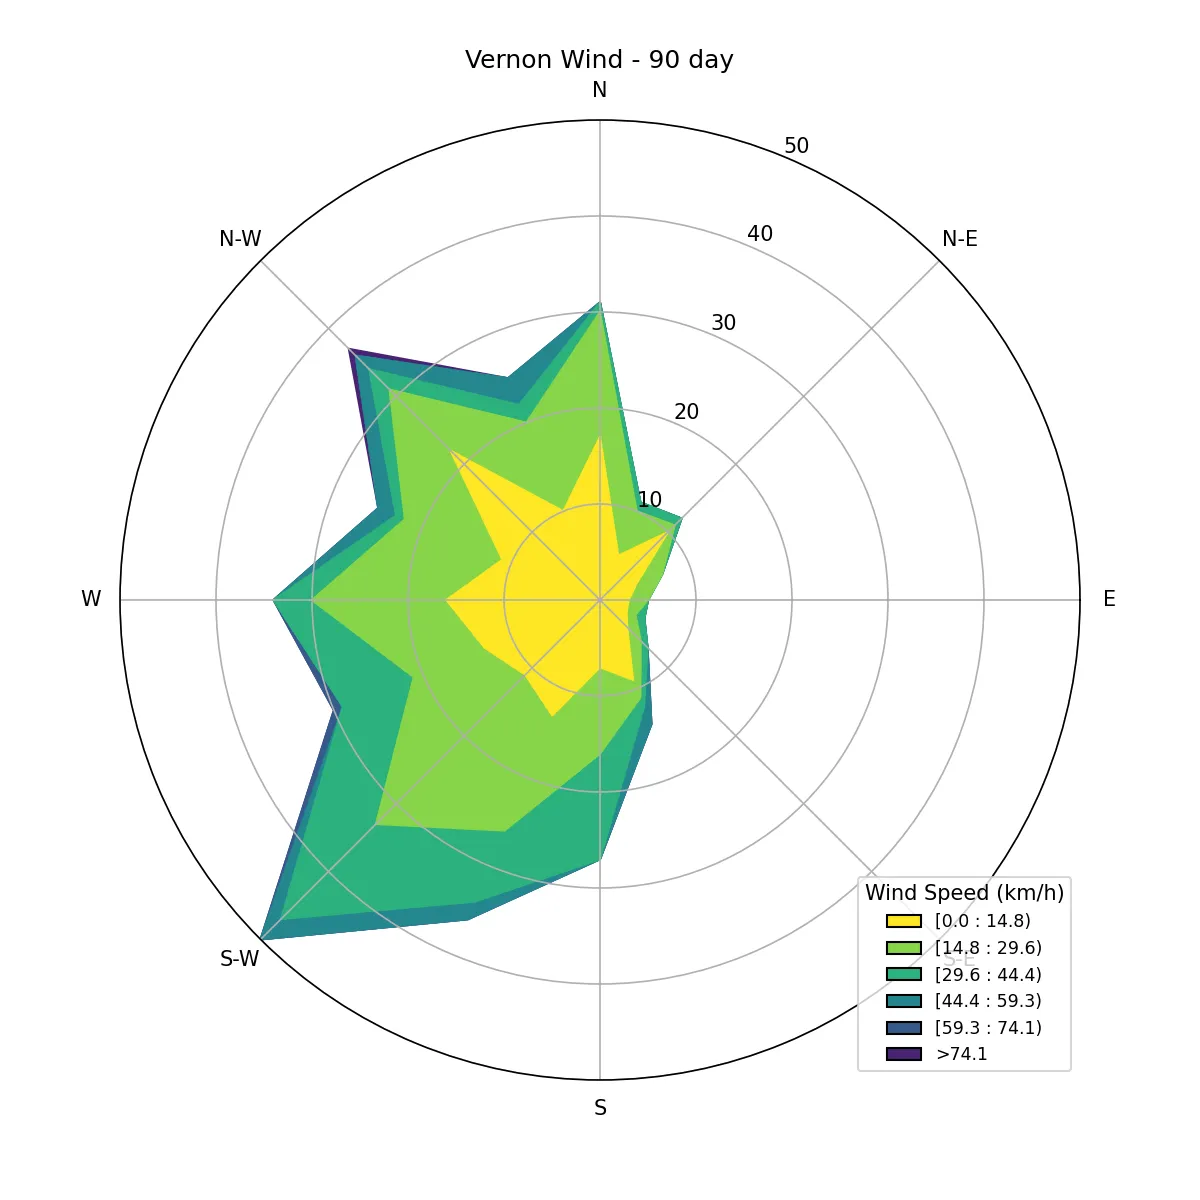 Vernon Wind - 90 day
N
50
N-W
40
N-E
30
20
10
W
E
S-W
S-E
Wind Speed (km/h)
[0.0 : 14.8)
[14.8 : 29.6)
[29.6 : 44.4)
[44.4 : 59.3)
[59.3 : 74.1)
>74.1
S